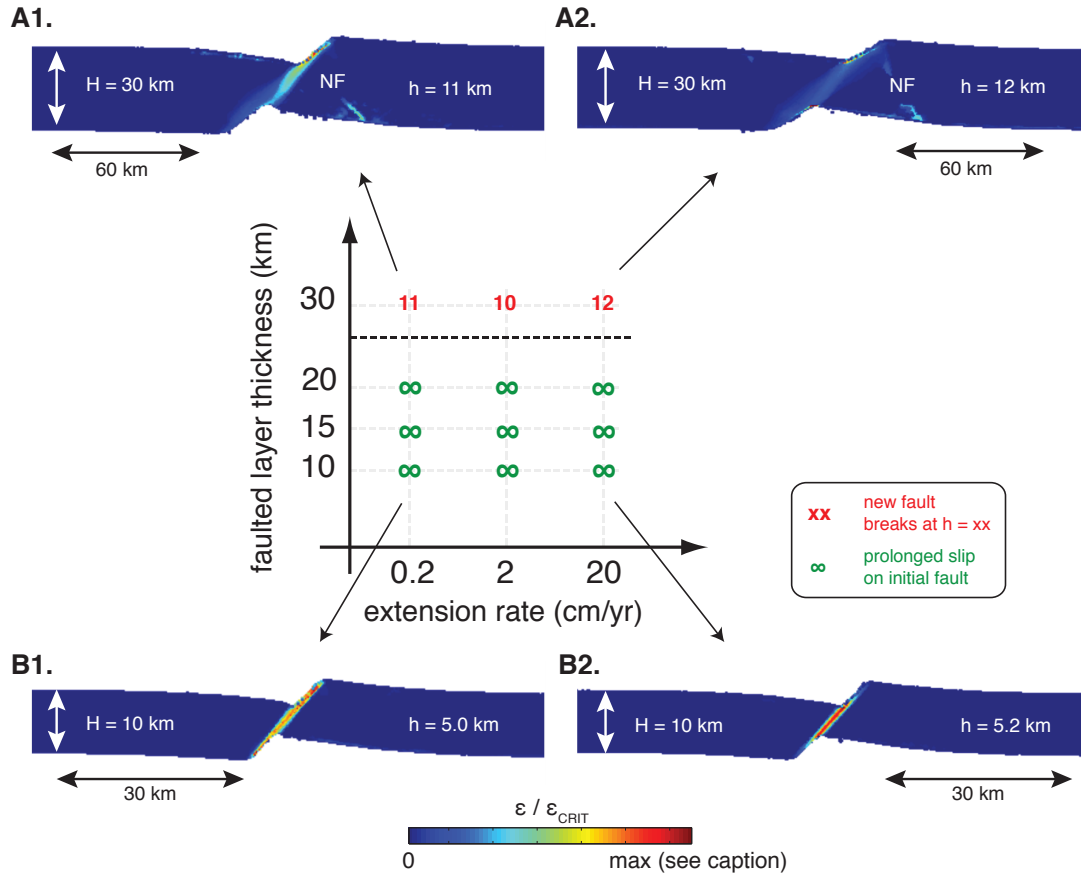 A1.
A2.
H = 30 km
NF
h = 11 km
H = 30 km
NF
h = 12 km
60 km
60 km
faulted layer thickness (km)
30
11
10
12
20
∞ ∞ ∞
15
∞ ∞ ∞
10
∞ ∞ ∞
0.2
2
20
extension rate (cm/yr)
xx
new fault
breaks at h = xx
∞
prolonged slip
on initial fault
B1.
B2.
H = 10 km
h = 5.0 km
H = 10 km
h = 5.2 km
30 km
30 km
ε / εCRIT
0
max (see caption)